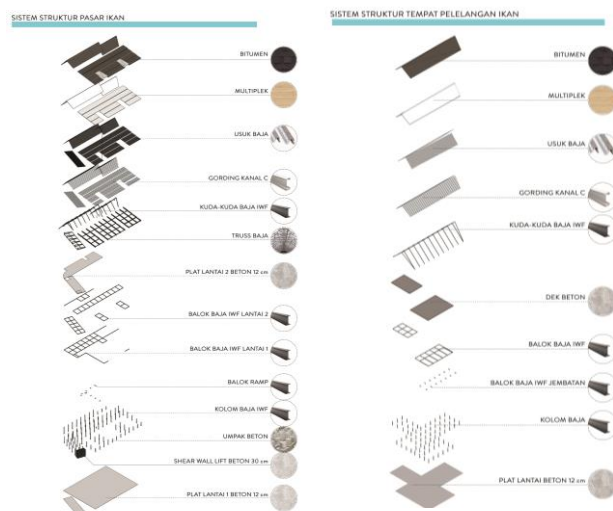 SISTEM STRUKTUR PASAR IKAN
BITUMEN
MULTIPLEK
USUK BAJA
GORDING KANAL C
KUDA-KUDA BAJA IWF
TRUSS BAJA
PLAT LANTAI 2 BETON 12 cm
BALOK BAJA IWF LANTAI 2
BALOK BAJA IWF LANTAI 1
BALOK RAMP
KOLOM BAJA IWF
UMPAK BETON
SHEAR WALL LIFT BETON 30 cm
PLAT LANTAI 1 BETON 12 cm
SISTEM STRUKTUR TEMPAT PELELANGAN IKAN
BITUMEN
MULTIPLEK
USUK BAJA
GORDING KANAL C
KUDA-KUDA BAJA IWF
DEK BETON
BALOK BAJA IWF
BALOK BAJA IWF JEMBATAN
KOLOM BAJA
PLAT LANTAI BETON 12 cm